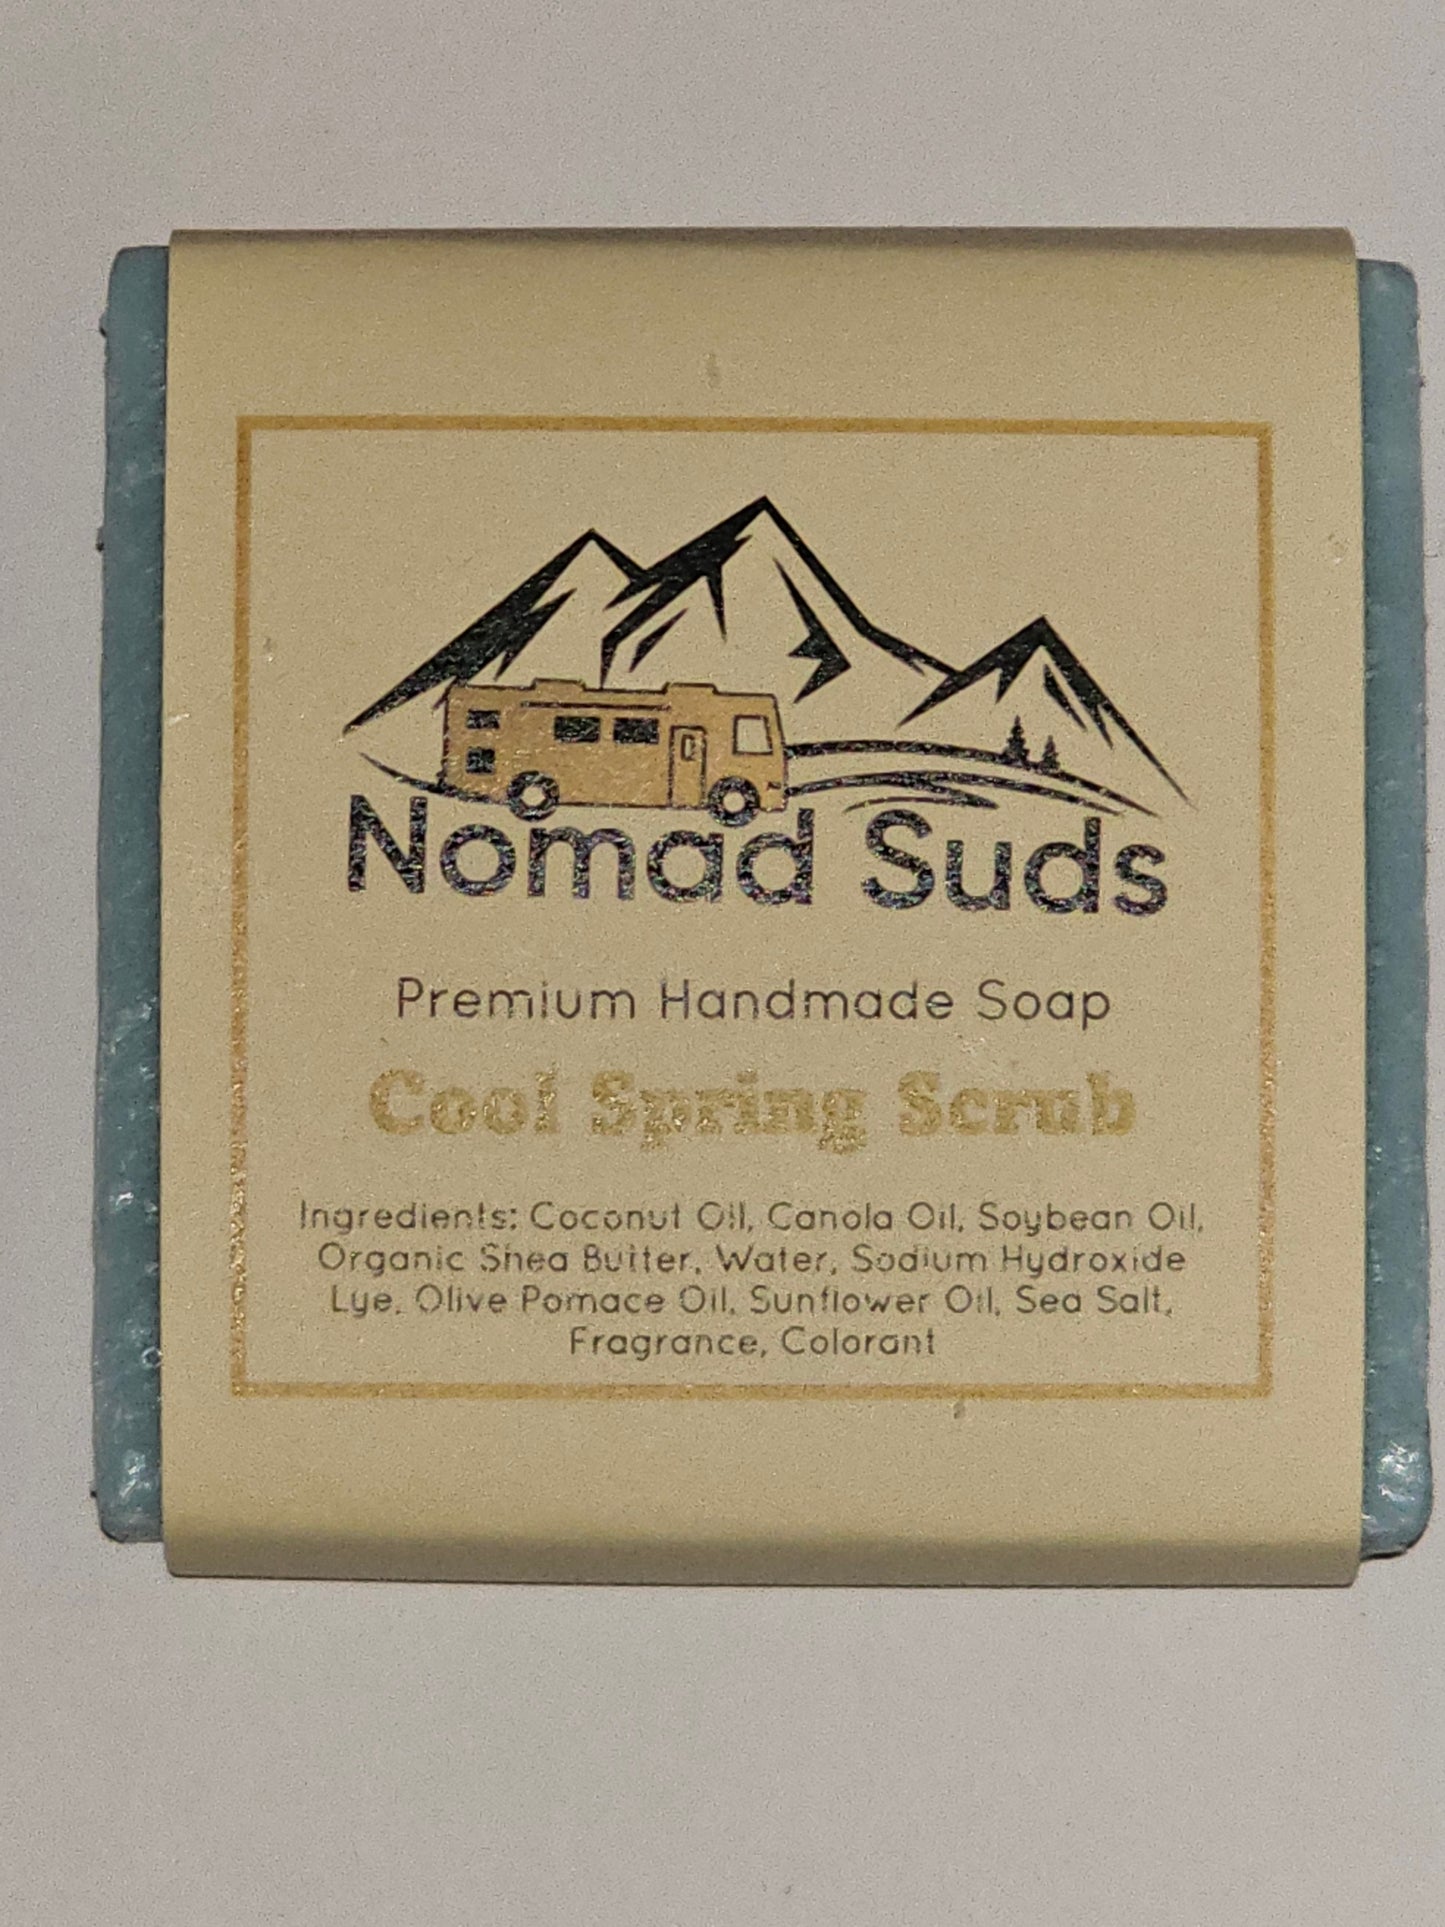 Nomad Suds
Premium Handmade Soap
Cool Spring Scrub
Ingredients: Coconut Oil, Canola Oil, Soybean Oil,
Organic Shea Butter, Water, Sodium Hydroxide
Lye, Olive Pomace Oil, Sunflower Oil, Sea Salt,
Fragrance, Colorant